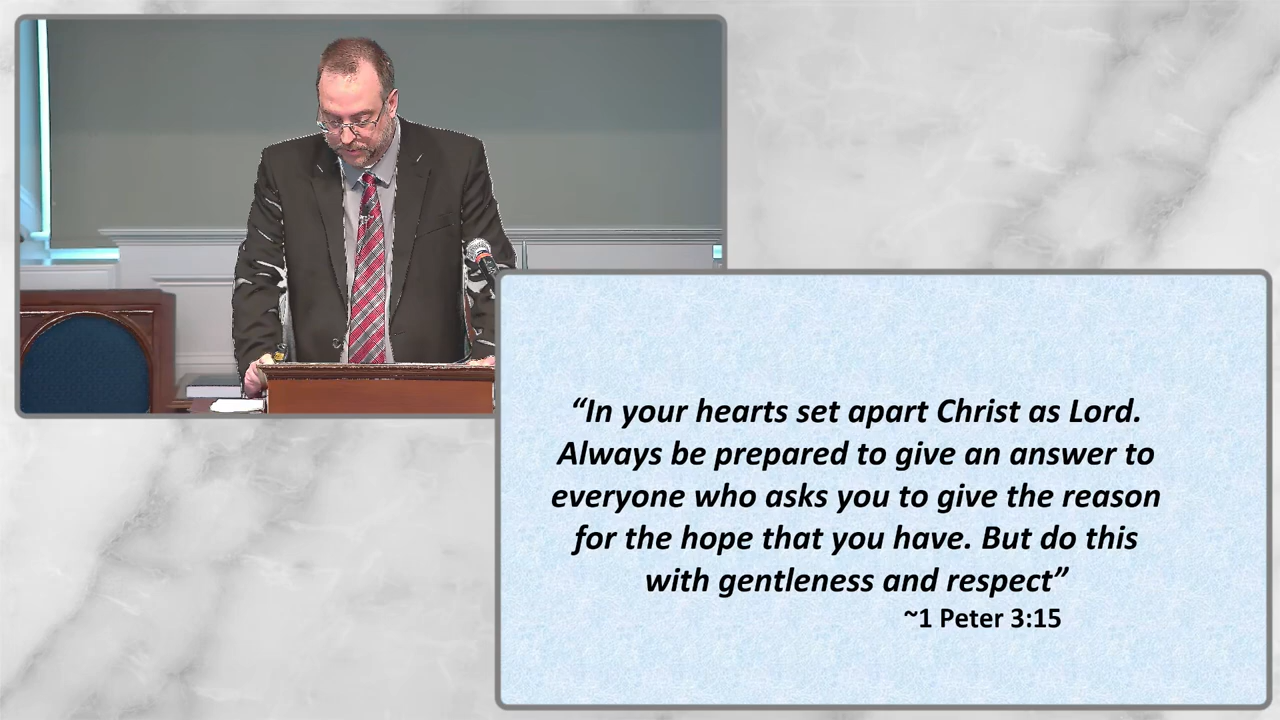 “In your hearts set apart Christ as Lord.
Always be prepared to give an answer to
everyone who asks you to give the reason
for the hope that you have. But do this
with gentleness and respect”
~1 Peter 3:15